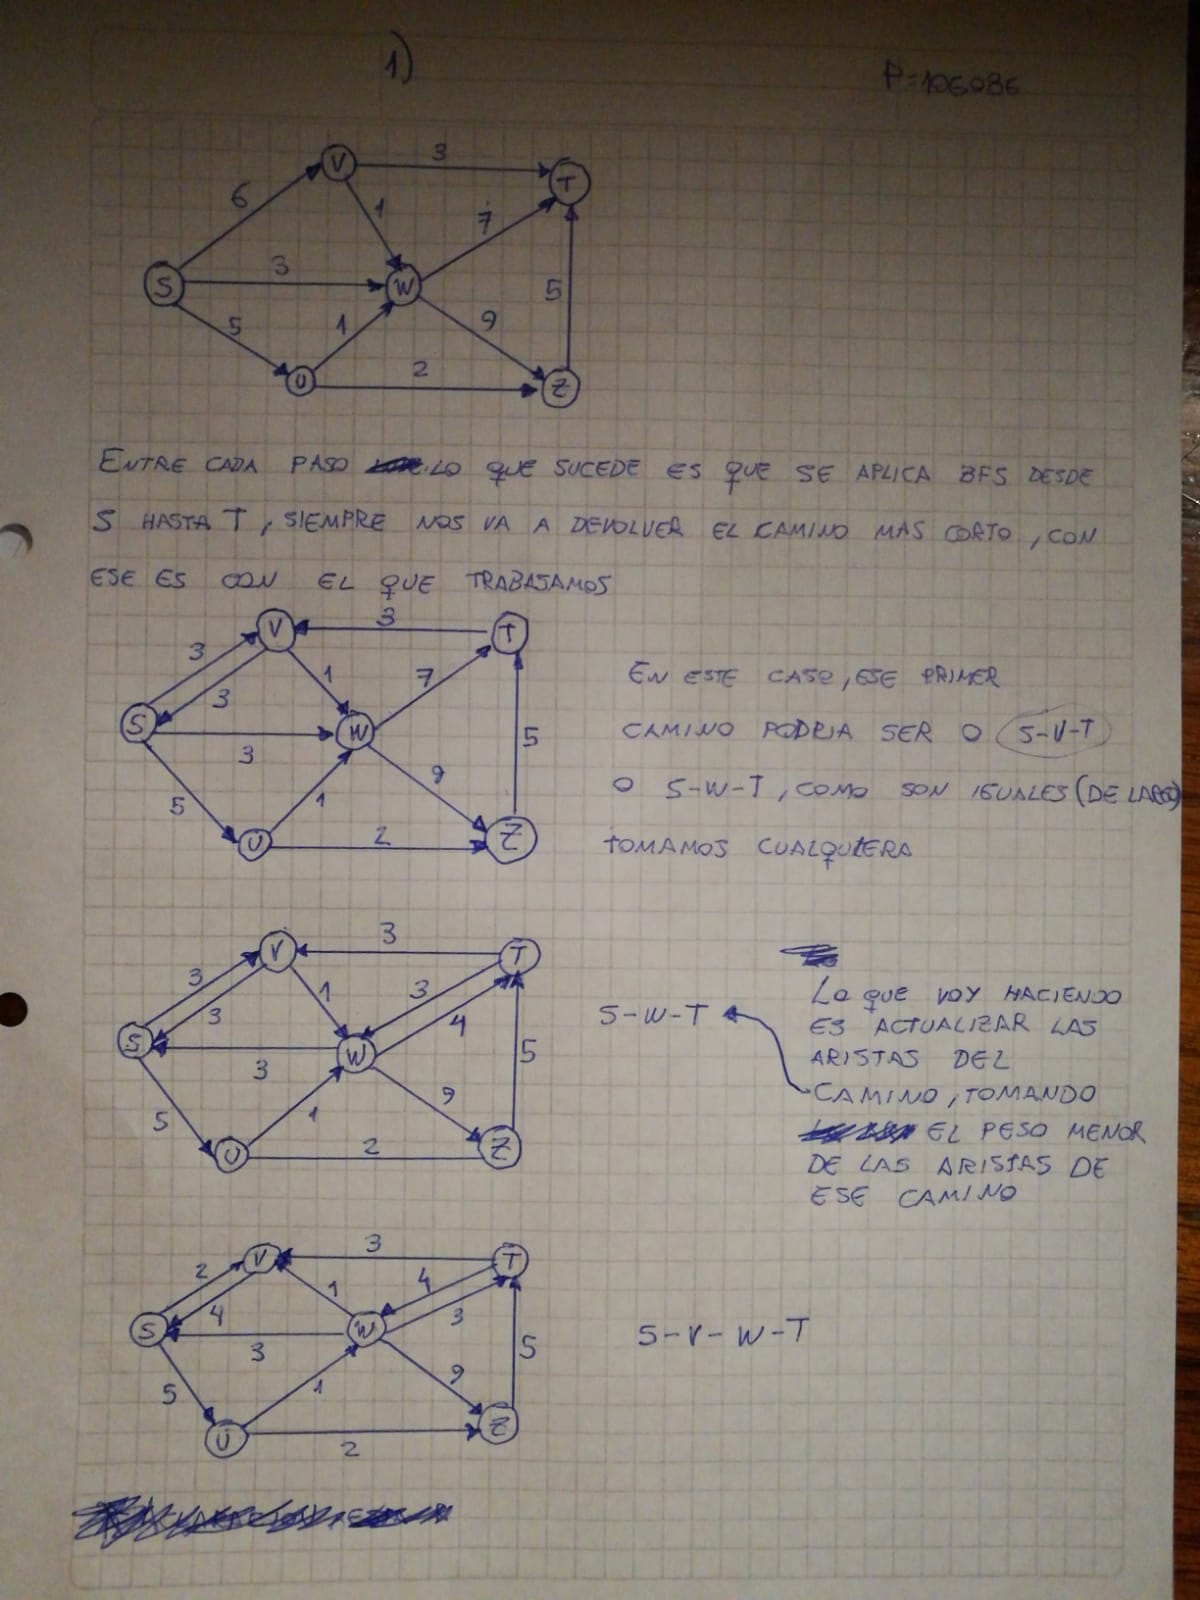 1)
P=106086
V 3 T
6 1 7
S 3 W 5
5 1 9
U 2 Z
ENTRE CADA PASO LO QUE SUCEDE ES QUE SE APLICA BFS DESDE
S HASTA T, SIEMPRE NOS VA A DEVOLVER EL CAMINO MAS CORTO, CON
ESE ES CON EL QUE TRABAJAMOS
V 3 T
3 3 1 7
S 3 W 5
5 1 9
U 2 Z
EN ESTE CASO, ESE PRIMER
CAMINO PODRIA SER O S-V-T
O S-W-T, COMO SON IGUALES (DE LARGO)
TOMAMOS CUALQUIERA
V 3 T
3 3 1 3 4
S 3 W 5
5 1 9
U 2 Z
S-W-T
LO QUE VOY HACIENDO
ES ACTUALIZAR LAS
ARISTAS DEL
CAMINO, TOMANDO
EL PESO MENOR
DE LAS ARISTAS DE
ESE CAMINO
V 3 T
2 4 1 4 3
S 3 W 5
5 1 9
U 2 Z
S-V-W-T